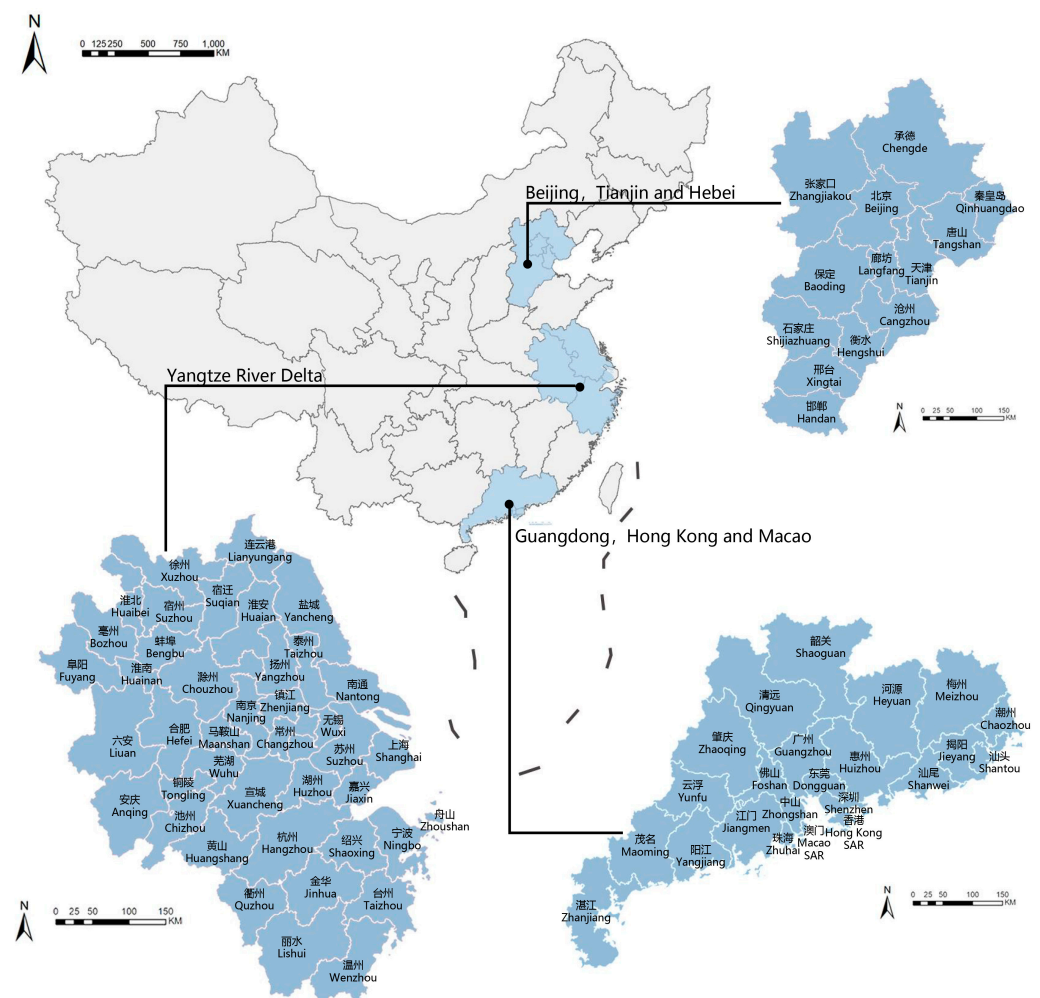 N
0 125250 500 750 1,000
KM
Beijing, Tianjin and Hebei
Yangtze River Delta
Guangdong, Hong Kong and Macao
承德
Chengde
张家口
Zhangjiakou
北京
Beijing
秦皇岛
Qinhuangdao
唐山
Tangshan
廊坊
Langfang
天津
Tianjin
保定
Baoding
沧州
Cangzhou
石家庄
Shijiazhuang
衡水
Hengshui
邢台
Xingtai
邯郸
Handan
N
0 25 50 100 150
KM
连云港
Lianyungang
徐州
Xuzhou
宿迁
Suqian
淮北
Huaibei
宿州
Suzhou
淮安
Huaian
盐城
Yancheng
亳州
Bozhou
蚌埠
Bengbu
泰州
Taizhou
阜阳
Fuyang
淮南
Huainan
滁州
Chouzhou
扬州
Yangzhou
南通
Nantong
镇江
Zhenjiang
南京
Nanjing
无锡
Wuxi
合肥
Hefei
马鞍山
Maanshan
常州
Changzhou
六安
Liuan
苏州
Suzhou
上海
Shanghai
芜湖
Wuhu
铜陵
Tongling
宣城
Xuancheng
湖州
Huzhou
嘉兴
Jiaxin
安庆
Anqing
池州
Chizhou
舟山
Zhoushan
黄山
Huangshang
杭州
Hangzhou
绍兴
Shaoxing
宁波
Ningbo
衢州
Quzhou
金华
Jinhua
台州
Taizhou
丽水
Lishui
温州
Wenzhou
N
0 25 50 100 150
KM
韶关
Shaoguan
清远
Qingyuan
河源
Heyuan
梅州
Meizhou
潮州
Chaozhou
肇庆
Zhaoqing
广州
Guangzhou
惠州
Huizhou
揭阳
Jieyang
汕头
Shantou
汕尾
Shanwei
佛山
Foshan
东莞
Dongguan
云浮
Yunfu
中山
Zhongshan
深圳
Shenzhen
江门
Jiangmen
香港
Hong Kong
SAR
澳门
Macao
SAR
珠海
Zhuhai
茂名
Maoming
阳江
Yangjiang
湛江
Zhanjiang
N
0 25 50 100 150
KM